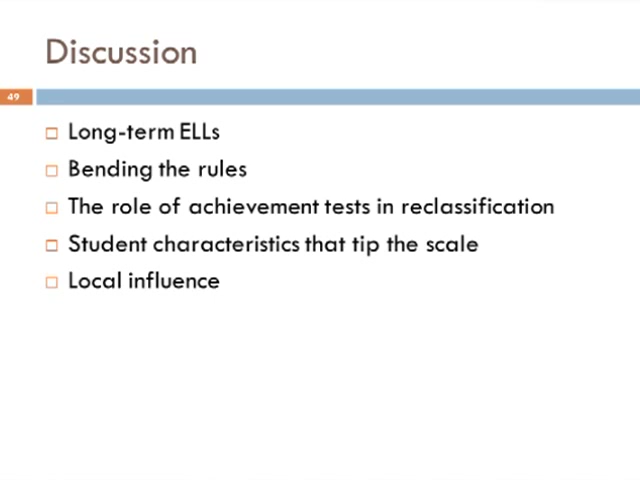 Discussion
49
Long-term ELLs
Bending the rules
The role of achievement tests in reclassification
Student characteristics that tip the scale
Local influence